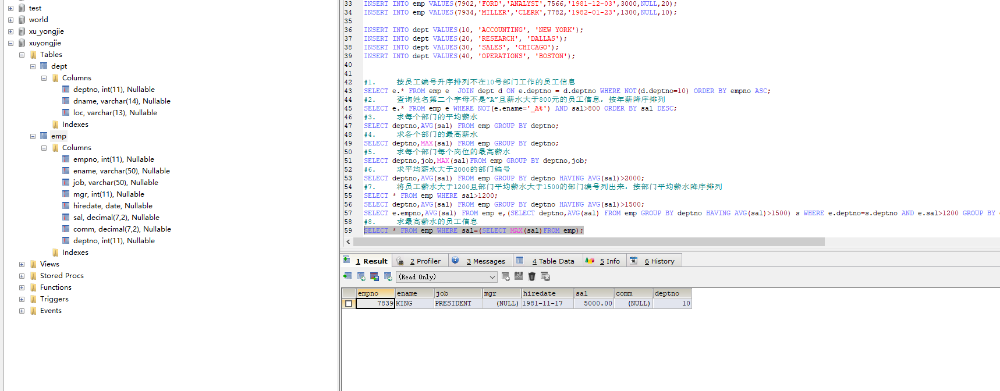 test
world
xu_yongjie
xuyongjie
Tables
dept
Columns
deptno, int(11), Nullable
dname, varchar(14), Nullable
loc, varchar(13), Nullable
Indexes
emp
Columns
empno, int(11), Nullable
ename, varchar(50), Nullable
job, varchar(50), Nullable
mgr, int(11), Nullable
hiredate, date, Nullable
sal, decimal(7,2), Nullable
comm, decimal(7,2), Nullable
deptno, int(11), Nullable
Indexes
Views
Stored Procs
Functions
Triggers
Events
33 INSERT INTO emp VALUES(7902,'FORD','ANALYST',7566,'1981-12-03',3000,NULL,20);
34 INSERT INTO emp VALUES(7934,'MILLER','CLERK',7782,'1982-01-23',1300,NULL,10);
35
36 INSERT INTO dept VALUES(10, 'ACCOUNTING', 'NEW YORK');
37 INSERT INTO dept VALUES(20, 'RESEARCH', 'DALLAS');
38 INSERT INTO dept VALUES(30, 'SALES', 'CHICAGO');
39 INSERT INTO dept VALUES(40, 'OPERATIONS', 'BOSTON');
40
41
42 #1. 按员工编号升序排列不在10号部门工作的员工信息
43 SELECT e.* FROM emp e JOIN dept d ON e.deptno = d.deptno WHERE NOT(d.deptno=10) ORDER BY empno ASC;
44 #2. 查询姓名第二个字母不是"A"且薪水大于800元的员工信息，按年薪降序排列
45 SELECT e.* FROM emp e WHERE NOT(e.ename='_A%') AND sal>800 ORDER BY sal DESC;
46 #3. 求每个部门的平均薪水
47 SELECT deptno,AVG(sal) FROM emp GROUP BY deptno;
48 #4. 求各个部门的最高薪水
49 SELECT deptno,MAX(sal) FROM emp GROUP BY deptno;
50 #5. 求每个部门每个岗位的最高薪水
51 SELECT deptno,job,MAX(sal)FROM emp GROUP BY deptno,job;
52 #6. 求平均薪水大于2000的部门编号
53 SELECT deptno,AVG(sal) FROM emp GROUP BY deptno HAVING AVG(sal)>2000;
54 #7. 将员工薪水大于1200且部门平均薪水大于1500的部门编号列出来，按部门平均薪水降序排列
55 SELECT * FROM emp WHERE sal>1200;
56 SELECT deptno,AVG(sal) FROM emp GROUP BY deptno HAVING AVG(sal)>1500;
57 SELECT e.empno,AVG(sal) FROM emp e,(SELECT deptno,AVG(sal) FROM emp GROUP BY deptno HAVING AVG(sal)>1500) s WHERE e.deptno=s.deptno AND e.sal>1200 GROUP BY
58 #8. 求最高薪水的员工信息
59 SELECT * FROM emp WHERE sal=(SELECT MAX(sal)FROM emp);
1 Result 2 Profiler 3 Messages 4 Table Data 5 Info 6 History
(Read Only)
empno ename job mgr hiredate sal comm deptno
7839 KING PRESIDENT (NULL) 1981-11-17 5000.00 (NULL) 10